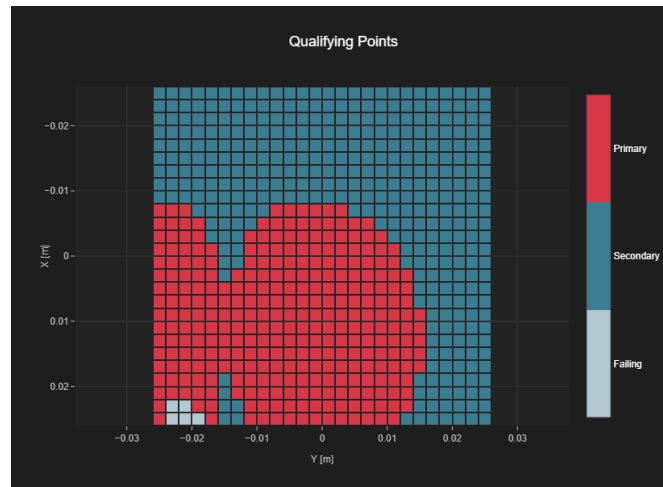 Qualifying Points
−0.02
−0.01
0
0.01
0.02
X [m]
−0.03
−0.02
−0.01
0
0.01
0.02
0.03
Y [m]
Primary
Secondary
Failing